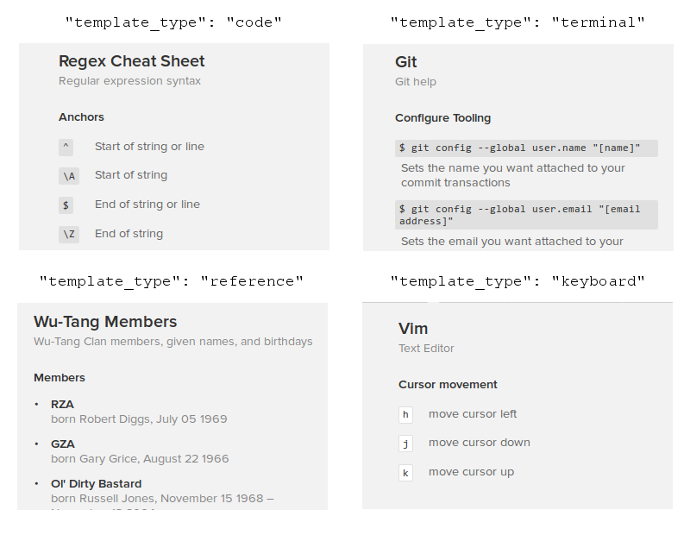 "template_type": "code"
Regex Cheat Sheet
Regular expression syntax
Anchors
^ Start of string or line
\A Start of string
$ End of string or line
\Z End of string
"template_type": "terminal"
Git
Git help
Configure Tooling
$ git config --global user.name "[name]"
Sets the name you want attached to your
commit transactions
$ git config --global user.email "[email
address]"
Sets the email you want attached to your
"template_type": "reference"
Wu-Tang Members
Wu-Tang Clan members, given names, and birthdays
Members
• RZA
born Robert Diggs, July 05 1969
• GZA
born Gary Grice, August 22 1966
• Ol' Dirty Bastard
born Russell Jones, November 15 1968 –
"template_type": "keyboard"
Vim
Text Editor
Cursor movement
h move cursor left
j move cursor down
k move cursor up